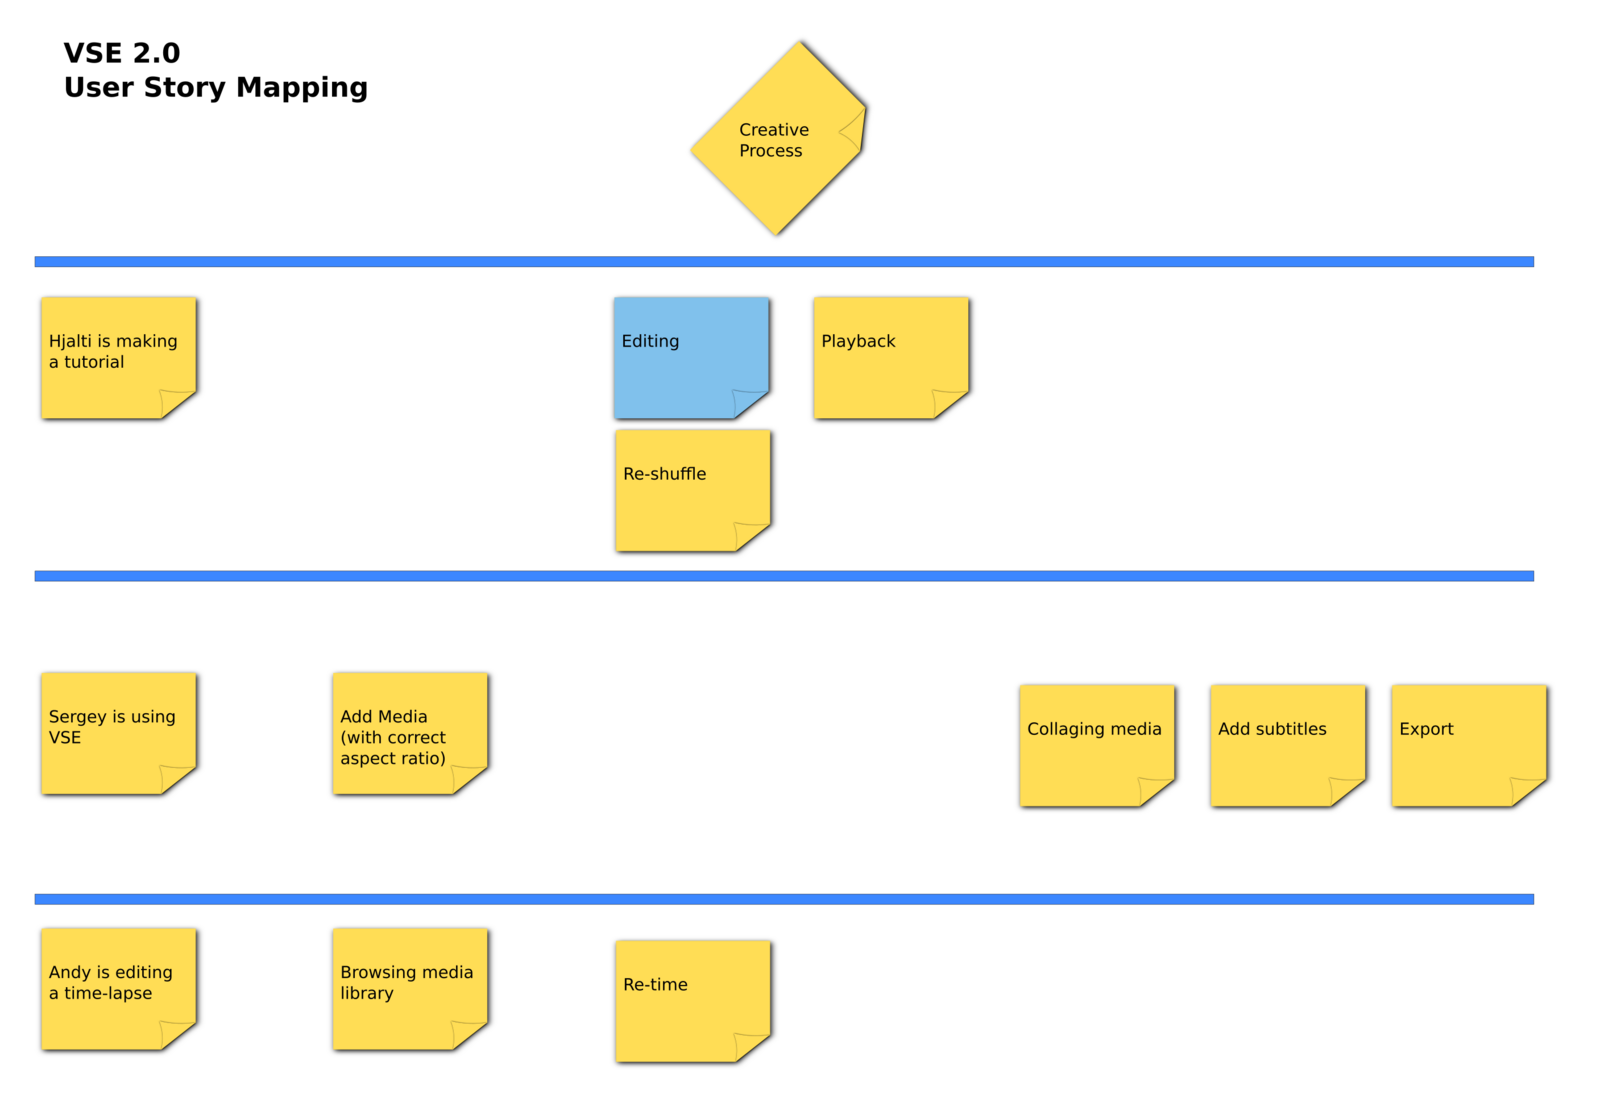 VSE 2.0
User Story Mapping
Creative
Process
Hjalti is making
a tutorial
Editing
Playback
Re-shuffle
Sergey is using
VSE
Add Media
(with correct
aspect ratio)
Collaging media
Add subtitles
Export
Andy is editing
a time-lapse
Browsing media
library
Re-time